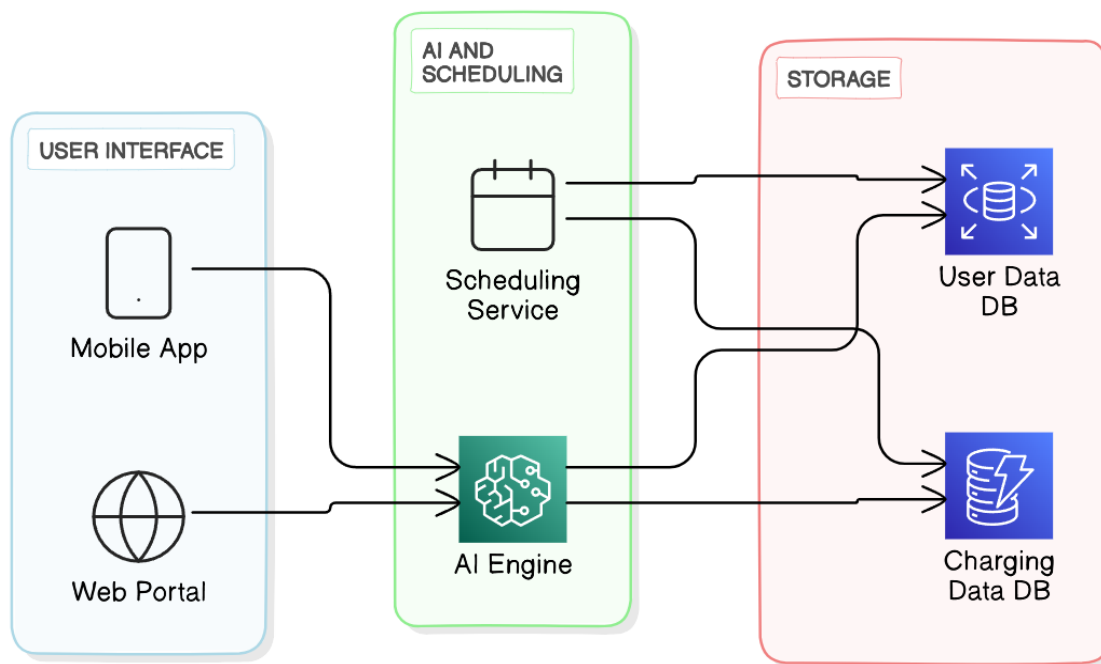 USER INTERFACE
Mobile App
Web Portal
AI AND
SCHEDULING
Scheduling
Service
AI Engine
STORAGE
User Data
DB
Charging
Data DB